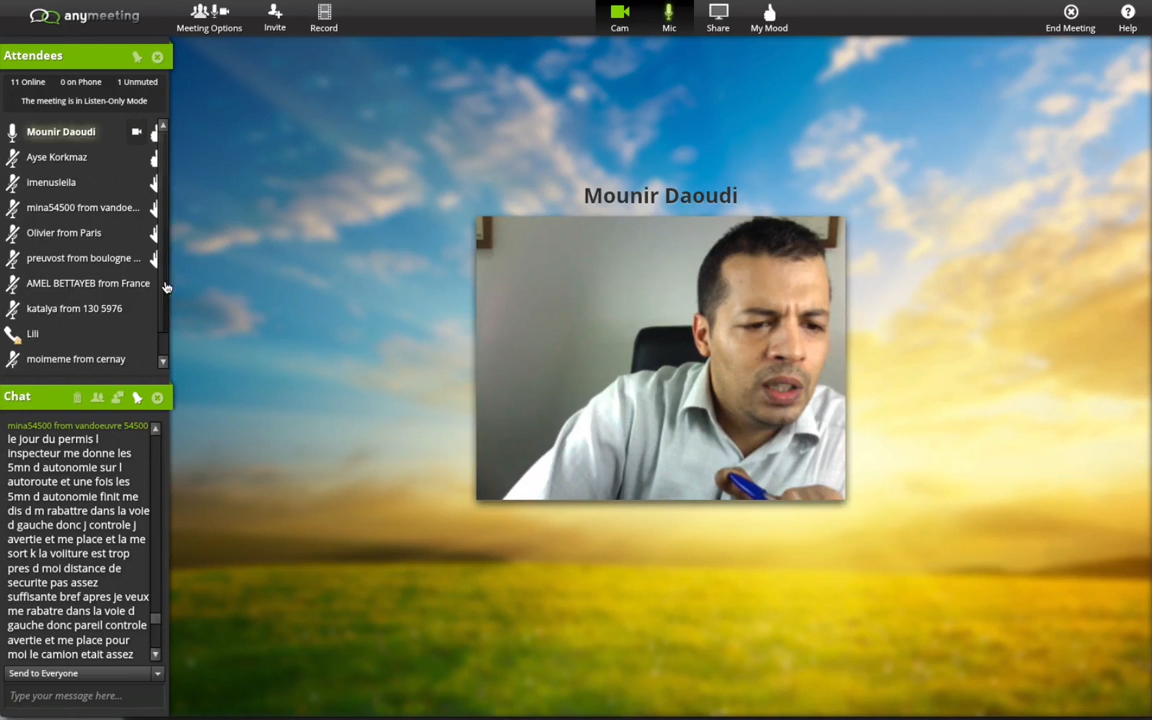 anymeeting
Meeting Options
Invite
Record
Cam
Mic
Share
My Mood
End Meeting
Help
Attendees
11 Online 0 on Phone 1 Unmuted
The meeting is in Listen-Only Mode
Mounir Daoudi
Ayse Korkmaz
imenusleila
mina54500 from vandoe...
Olivier from Paris
preuvost from boulogne ...
AMEL BETTAYEB from France
katalya from 130 5976
Lili
moimeme from cernay
Mounir Daoudi
Chat
mina54500 from vandoeuvre 54500
le jour du permis l
inspecteur me donne les
5mn d autonomie sur l
autoroute et une fois les
5mn d autonomie finit me
dis d m rabattre dans la voie
d gauche donc j controle j
avertie et me place et la me
sort k la voiiture est trop
pres d moi distance de
securite pas assez
suffisante bref apres je veux
me rabatre dans la voie d
gauche donc pareil controle
avertie et me place pour
moi le camion etait assez
Send to Everyone
Type your message here...